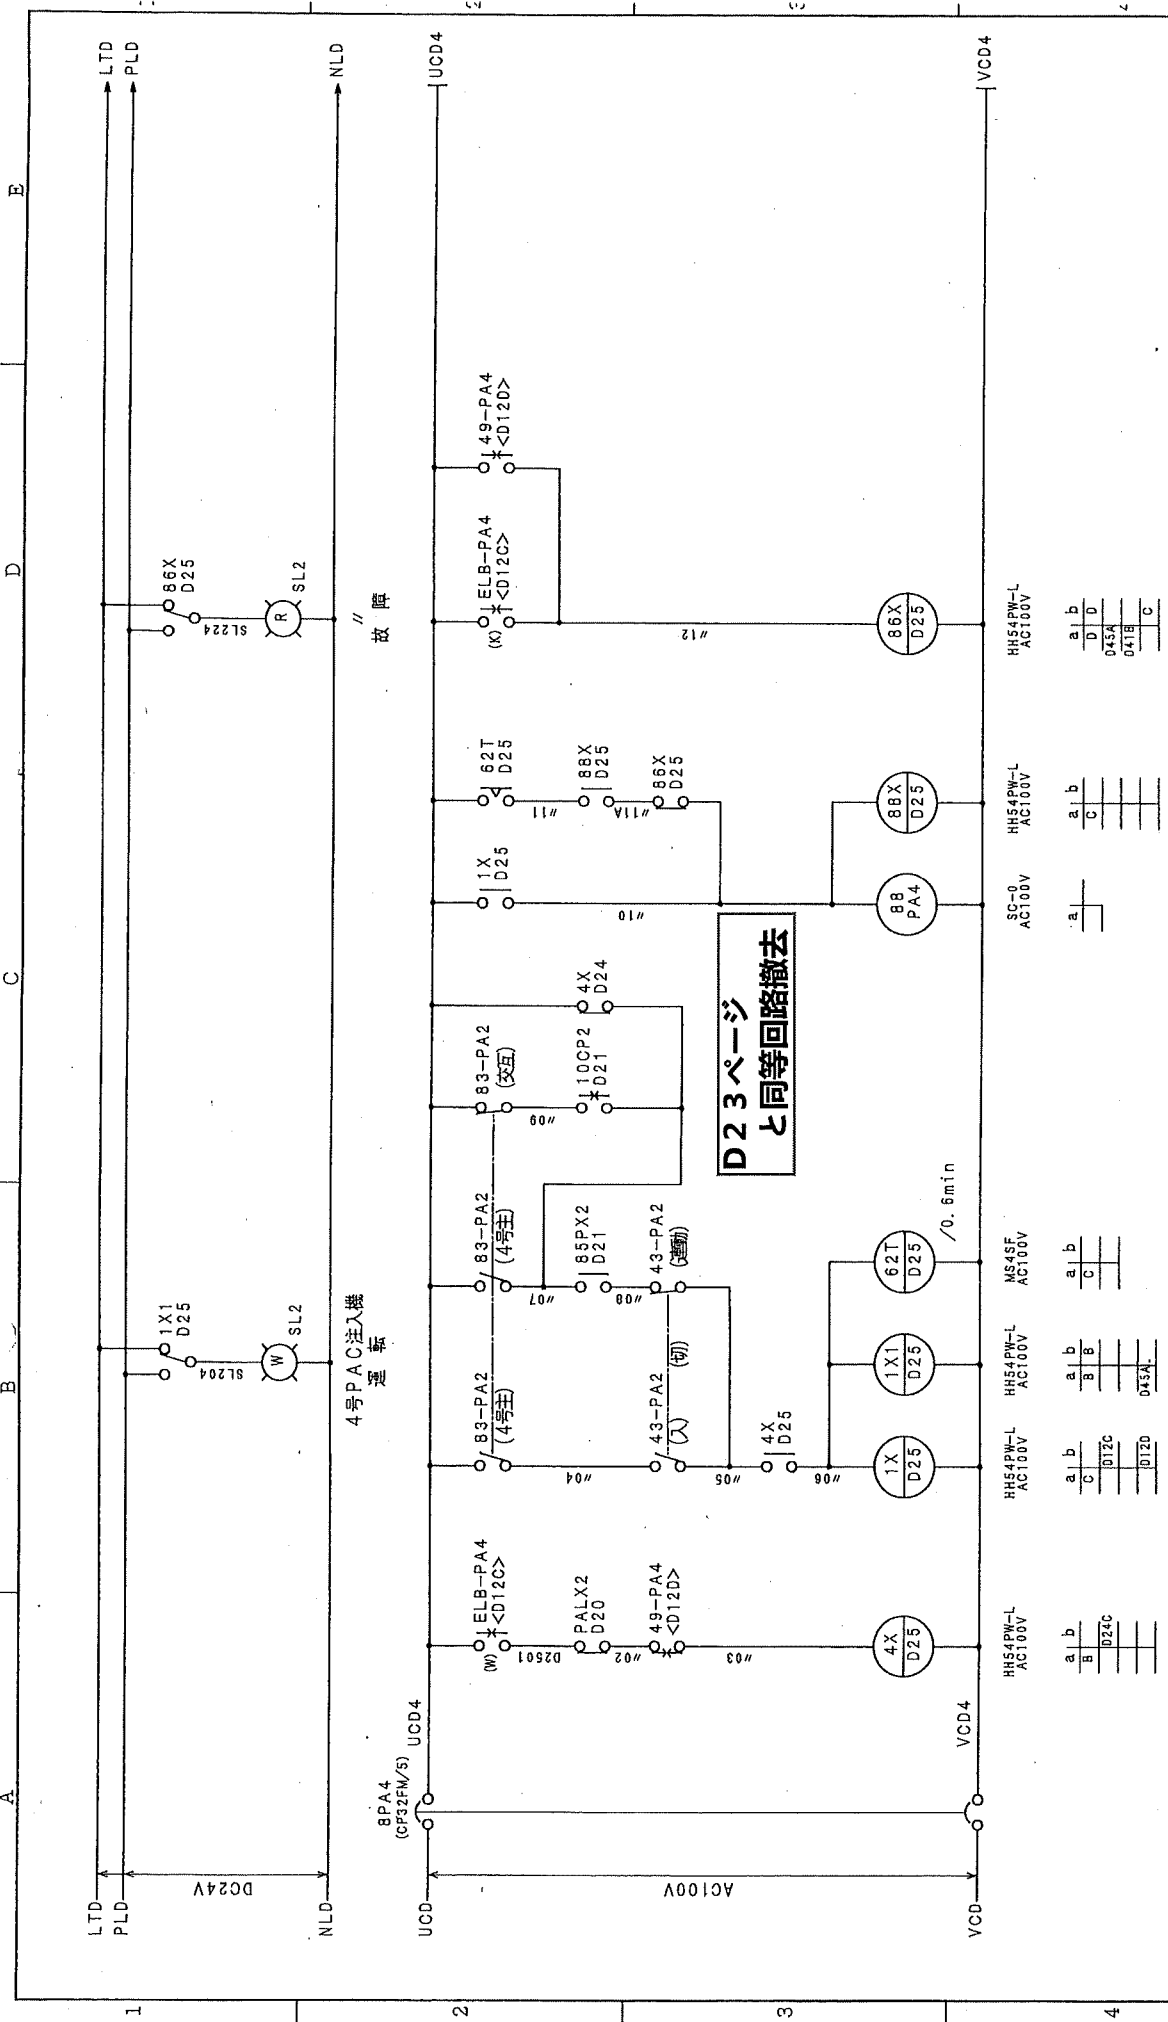 A
B
C
D
E
1
2
3
4
LTD
PLD
NLD
DC24V
LTD
PLD
NLD
1X1
D25
SL204
W
SL2
4号PAC注入機
運転
86X
D25
SL224
R
SL2
〃
故障
UCD
VCD
AC100V
8PA4
(CP32FM/5)
UCD4
VCD4
UCD4
VCD4
ELB-PA4
<D12C>
(W)
D2501
PALX2
D20
〃02
49-PA4
<D12D>
〃03
4X
D25
83-PA2
(4号主)
〃04
43-PA2
(入)
(切)
〃05
4X
D25
〃06
1X
D25
1X1
D25
62T
D25
/0.6min
83-PA2
(4号主)
〃07
85PX2
D21
〃08
43-PA2
(連動)
83-PA2
(交互)
〃09
10CP2
D21
4X
D24
D23ページ
と同等回路撤去
1X
D25
〃10
88
PA4
62T
D25
〃11
88X
D25
〃11A
86X
D25
88X
D25
ELB-PA4
<D12C>
(K)
49-PA4
<D12D>
〃12
86X
D25
HH54PW-L
AC100V
a b
B
D24C
HH54PW-L
AC100V
a b
C
D12C
D12D
HH54PW-L
AC100V
a b
B B
D45A
MS4SF
AC100V
a b
C
SC-0
AC100V
a
HH54PW-L
AC100V
a b
C
HH54PW-L
AC100V
a b
D D
D45A
D41B
C